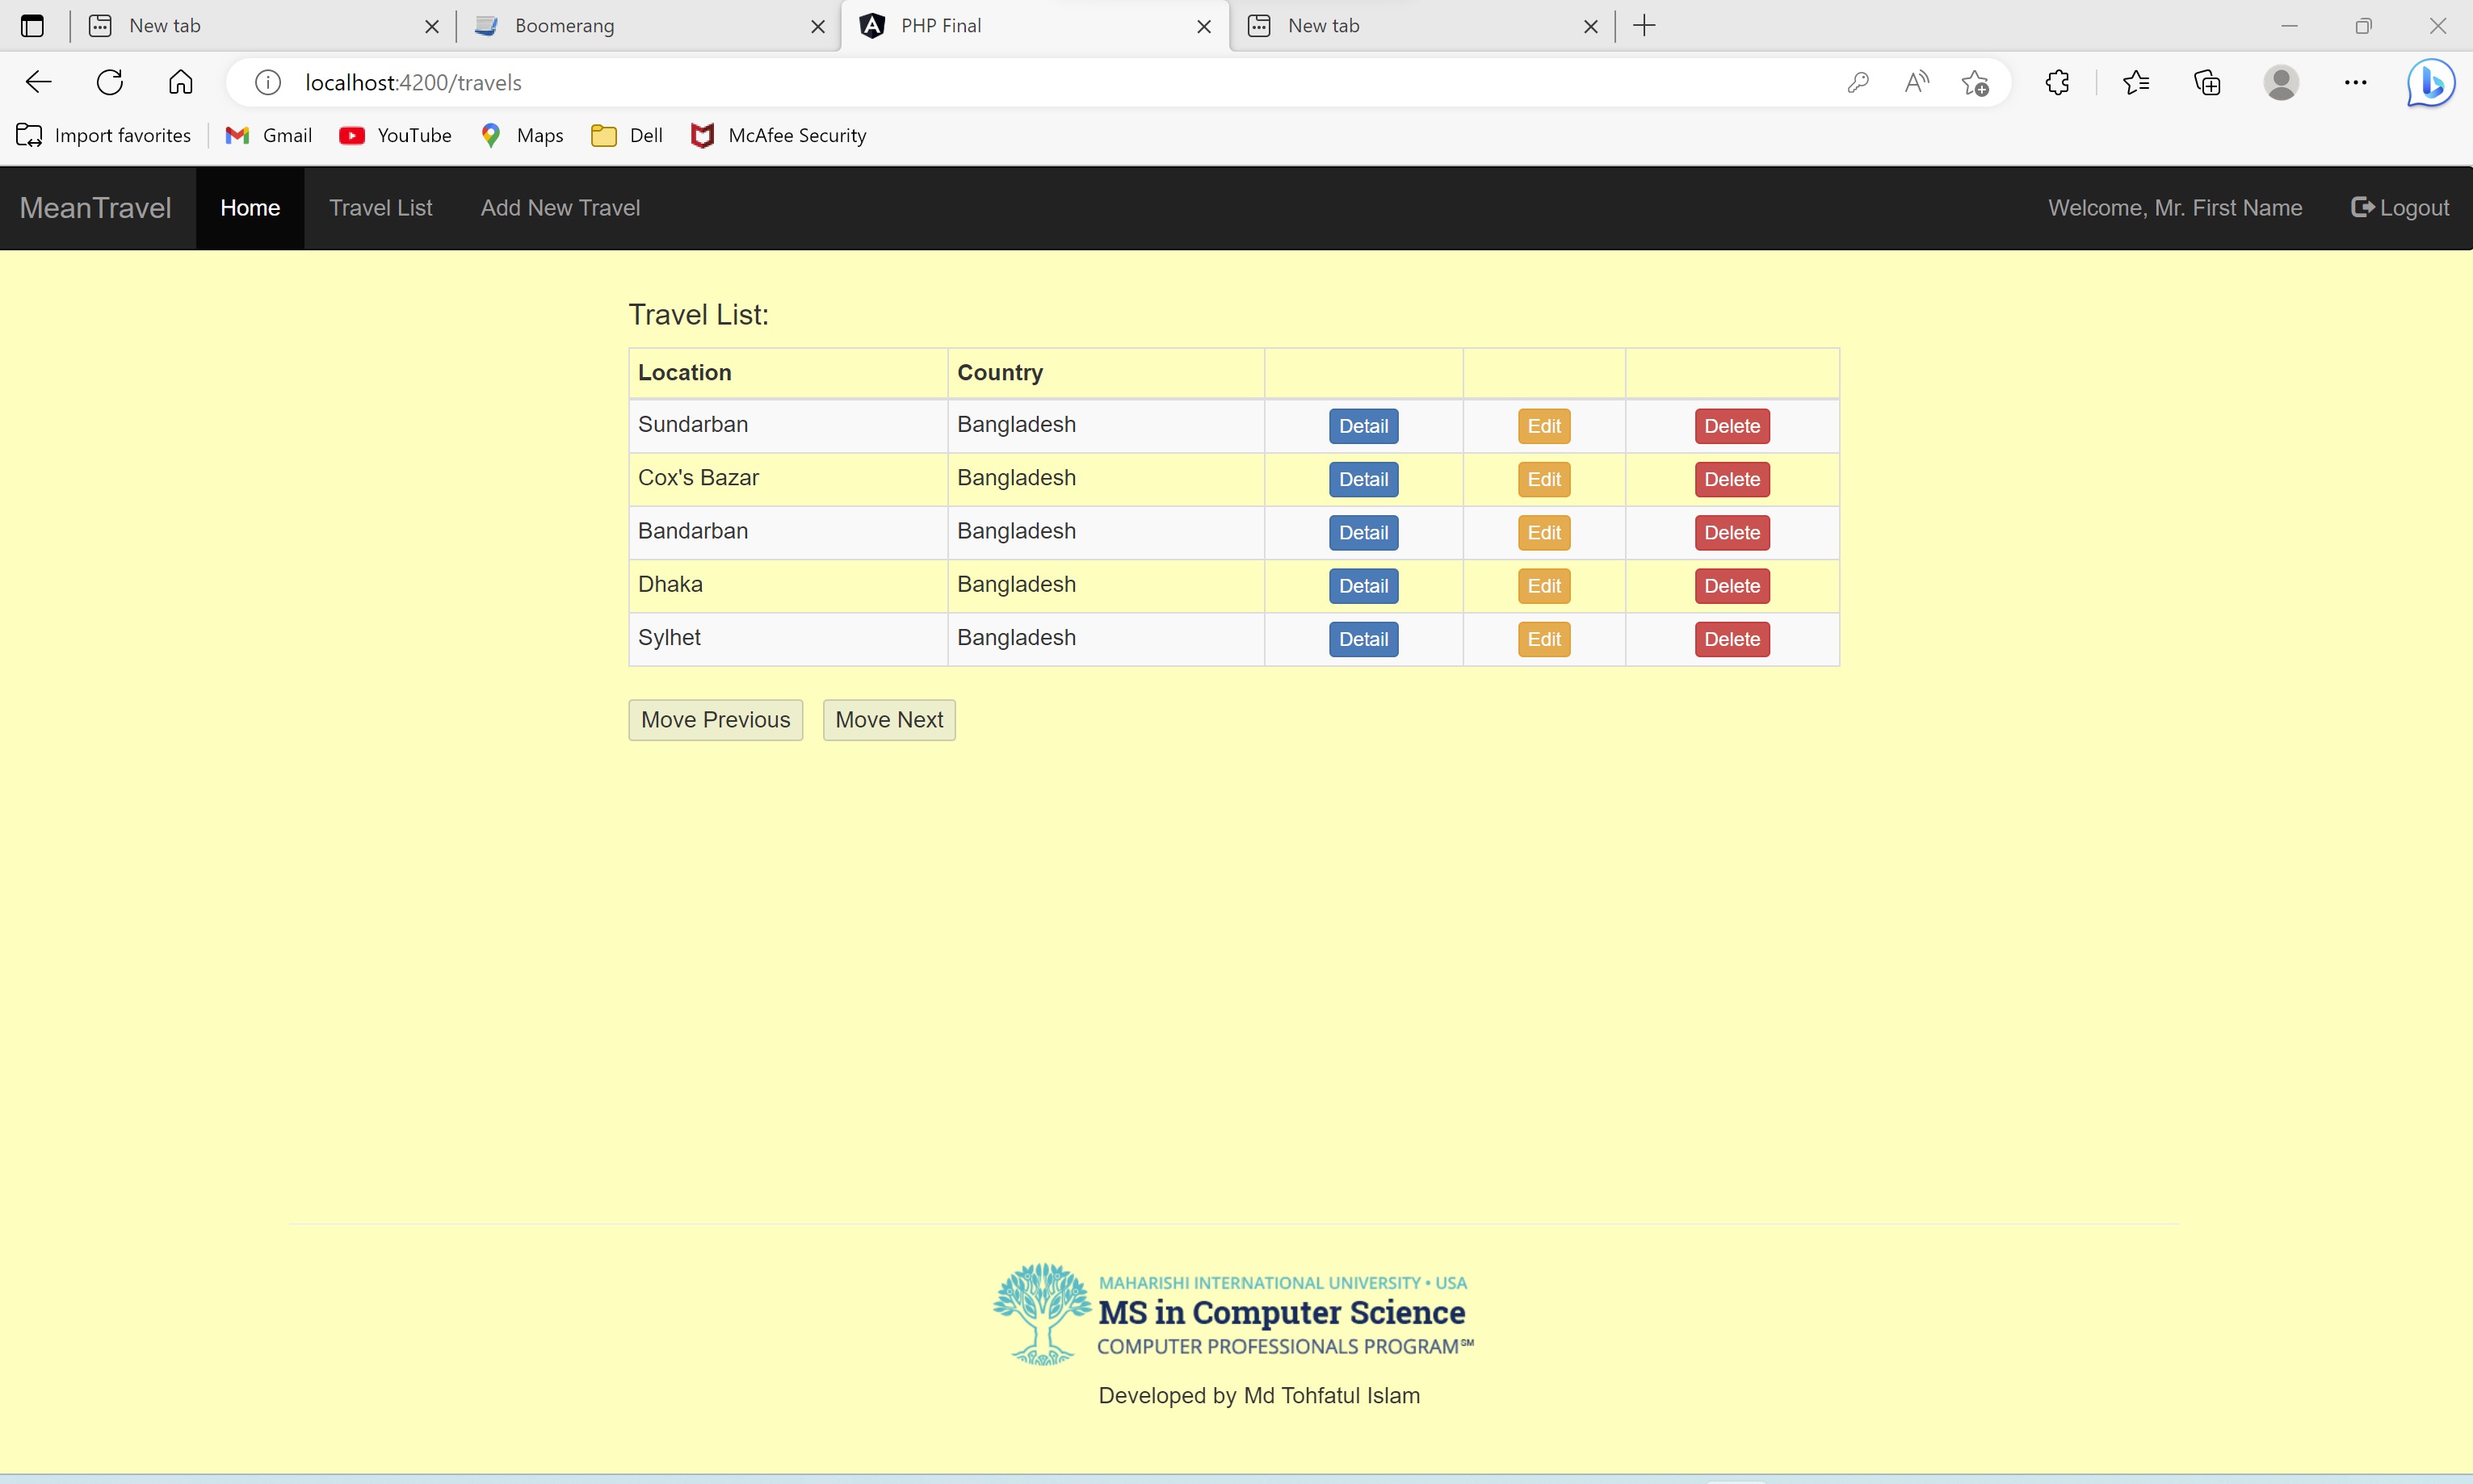 New tab Boomerang PHP Final New tab
localhost:4200/travels
Import favorites Gmail YouTube Maps Dell McAfee Security
MeanTravel Home Travel List Add New Travel Welcome, Mr. First Name Logout
Travel List:
Location Country
Sundarban Bangladesh Detail Edit Delete
Cox's Bazar Bangladesh Detail Edit Delete
Bandarban Bangladesh Detail Edit Delete
Dhaka Bangladesh Detail Edit Delete
Sylhet Bangladesh Detail Edit Delete
Move Previous Move Next
MAHARISHI INTERNATIONAL UNIVERSITY • USA
MS in Computer Science
COMPUTER PROFESSIONALS PROGRAM℠
Developed by Md Tohfatul Islam